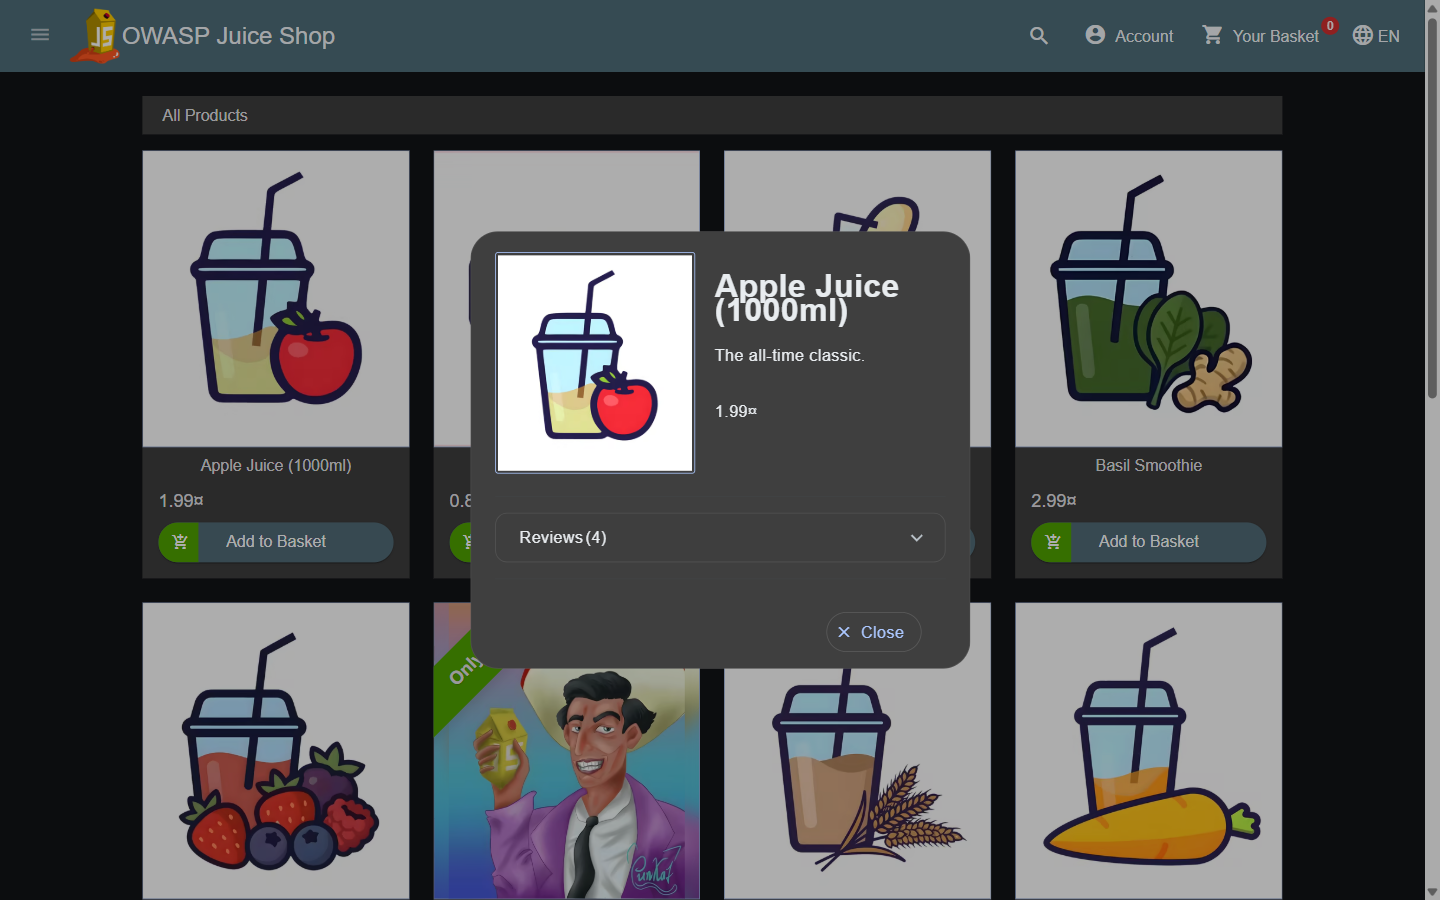 OWASP Juice Shop
Account
Your Basket
0
EN
All Products
Apple Juice (1000ml)
1.99¤
Add to Basket
0.8
Basil Smoothie
2.99¤
Add to Basket
Apple Juice
(1000ml)
The all-time classic.
1.99¤
Reviews (4)
Close
Only